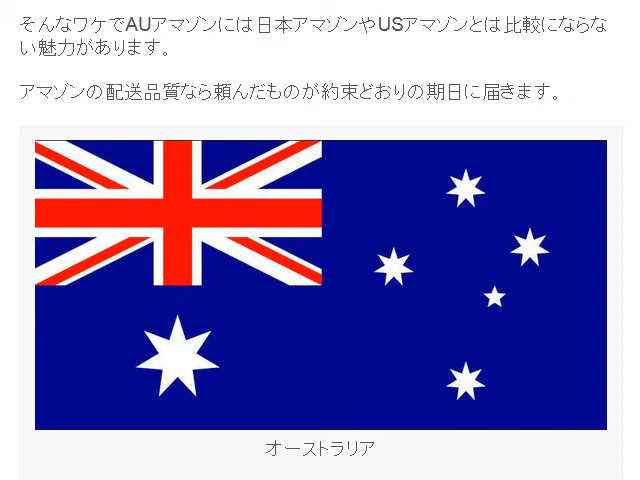 そんなワケでAUアマゾンには日本アマゾンやUSアマゾンとは比較にならな
い魅力があります。
アマゾンの配送品質なら頼んだものが約束どおりの期日に届きます。
オーストラリア